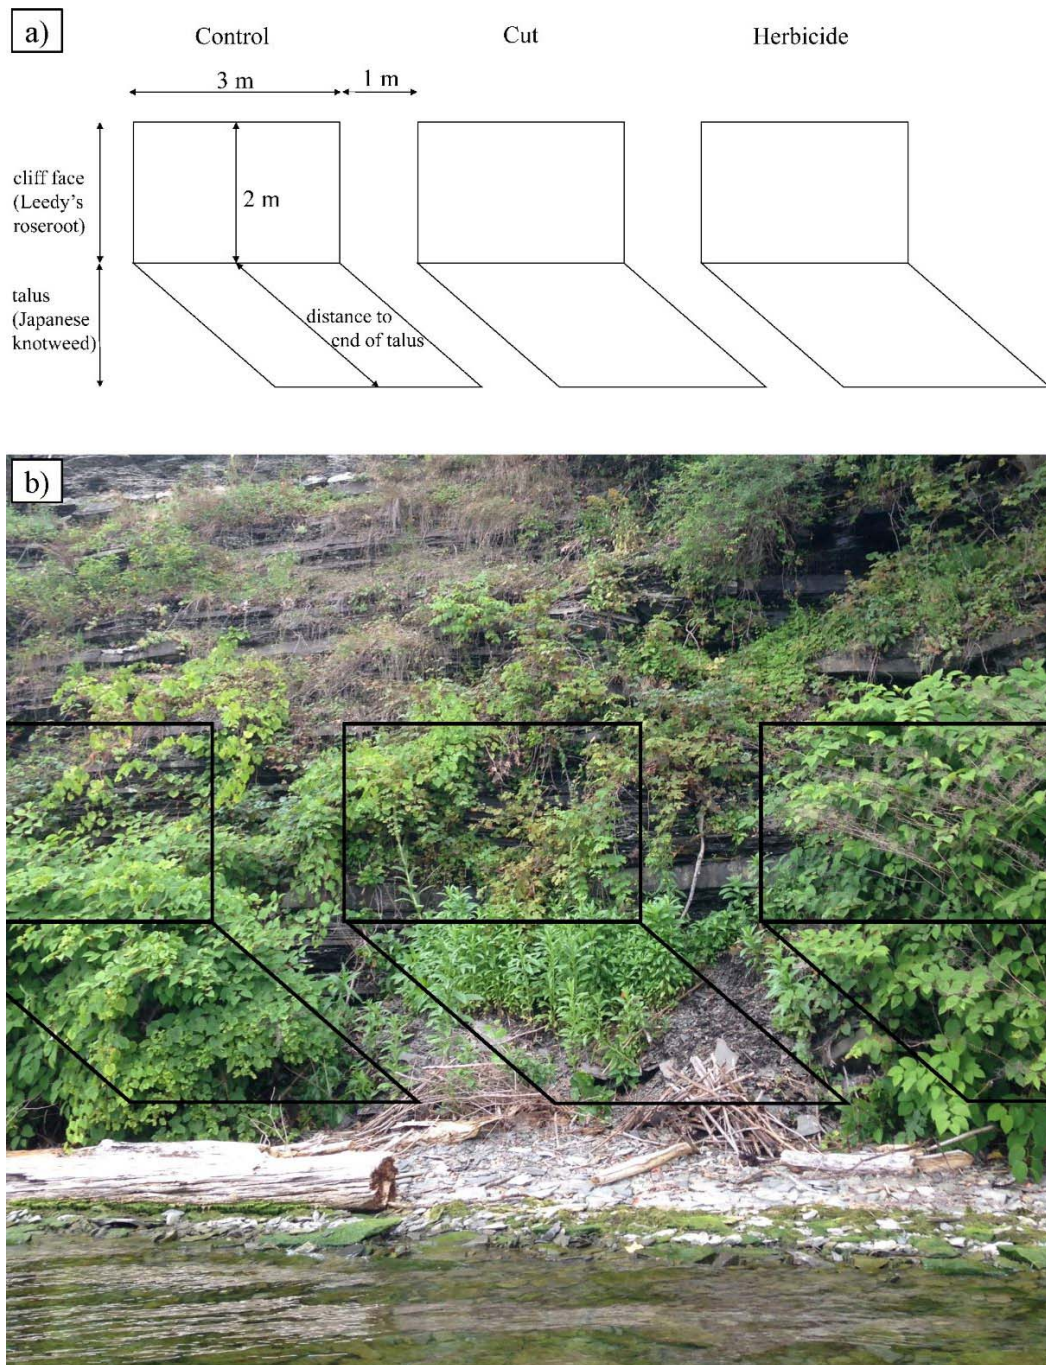 a)
Control
Cut
Herbicide
3 m
1 m
cliff face
(Leedy's
roseroot)
2 m
talus
(Japanese
knotweed)
distance to
end of talus
b)